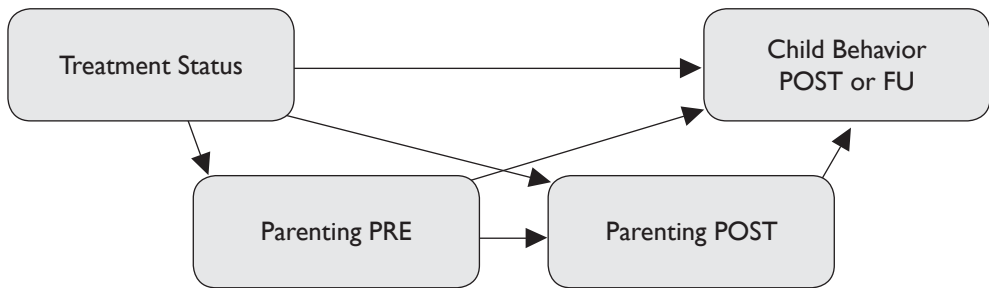 Treatment Status
Child Behavior
POST or FU
Parenting PRE
Parenting POST